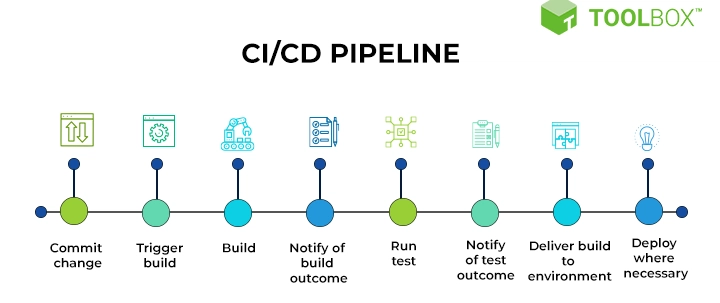 TOOLBOX™
CI/CD PIPELINE
Commit
change
Trigger
build
Build
Notify of
build
outcome
Run
test
Notify
of test
outcome
Deliver build
to
environment
Deploy
where
necessary